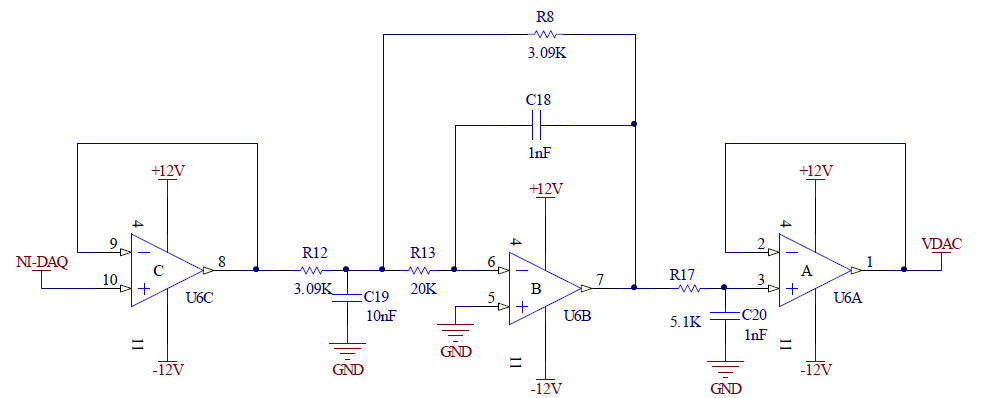 R8
3.09K
C18
1nF
+12V
+12V
+12V
4
4
4
9
10
C
8
NI-DAQ
U6C
R12
3.09K
C19
10nF
R13
20K
6
5
B
7
U6B
R17
5.1K
C20
1nF
2
3
A
1
VDAC
U6A
11
11
11
GND
GND
GND
-12V
-12V
-12V